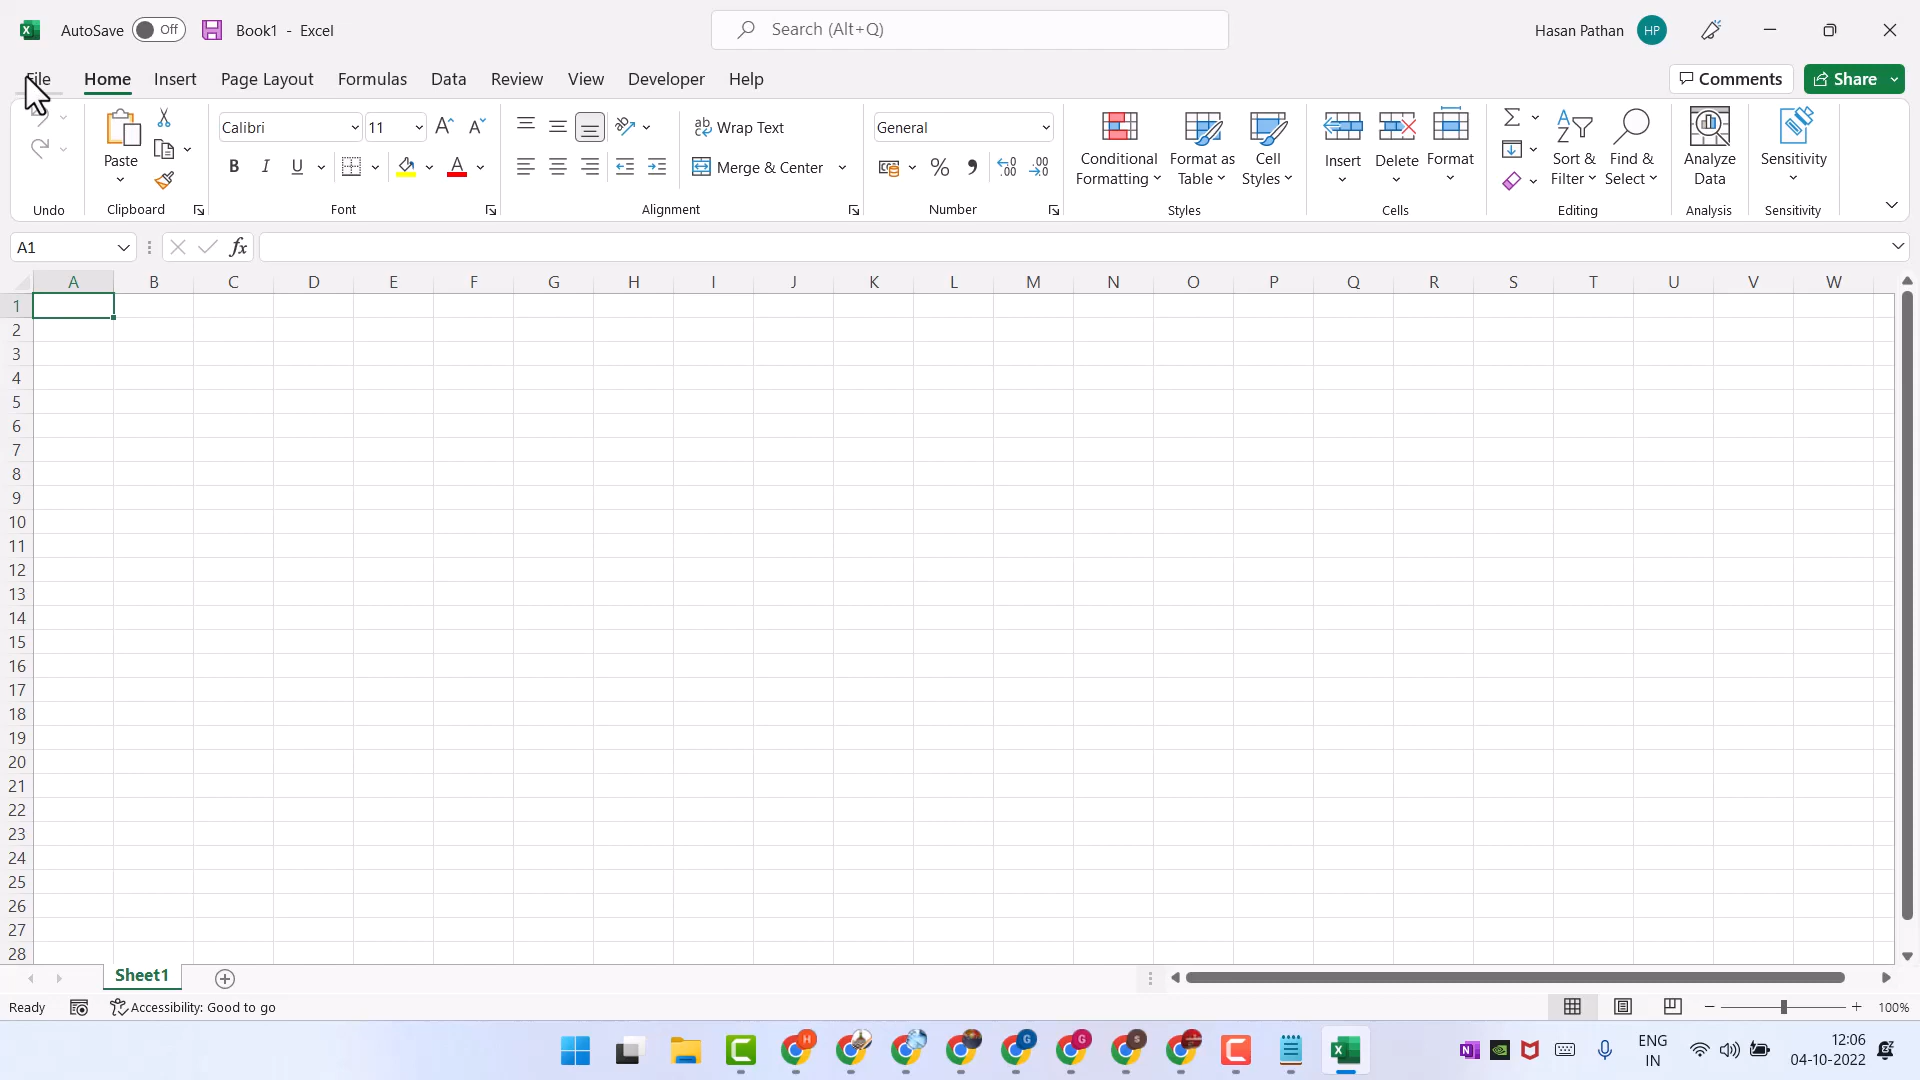 AutoSave Off Book1 - Excel Search (Alt+Q) Hasan Pathan HP
File Home Insert Page Layout Formulas Data Review View Developer Help Comments Share
Calibri 11 Wrap Text General
Paste B I U Merge & Center % Conditional Formatting Format as Table Cell Styles Insert Delete Format Sort & Filter Find & Select Analyze Data Sensitivity
Undo Clipboard Font Alignment Number Styles Cells Editing Analysis Sensitivity
A1 fx
A B C D E F G H I J K L M N O P Q R S T U V W
1
2
3
4
5
6
7
8
9
10
11
12
13
14
15
16
17
18
19
20
21
22
23
24
25
26
27
28
Sheet1
Ready Accessibility: Good to go 100%
ENG 12:06
IN 04-10-2022